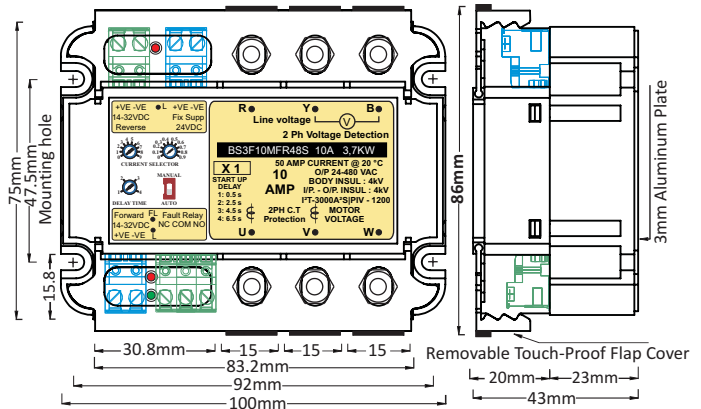 +VE -VE L +VE -VE
14-32VDC Fix Supp
Reverse 24VDC
CURRENT SELECTOR
MANUAL
DELAY TIME
AUTO
Forward FL Fault Relay
14-32VDC NC COM NO
+VE -VE L
R Y B
Line voltage V
2 Ph Voltage Detection
BS3F10MFR48S 10A 3,7KW
X 1
START UP
DELAY
1: 0.5 s
2: 2.5 s
3: 4.5 s
4: 6.5 s
10
AMP
50 AMP CURRENT @ 20 °C
O/P 24-480 VAC
BODY INSUL : 4kV
I/P. - O/P. INSUL : 4kV
I²T-3000A²S|PIV - 1200
2PH C.T
Protection
MOTOR
VOLTAGE
U V W
75mm
47.5mm
Mounting hole
15.8
30.8mm 15 15 15
83.2mm
92mm
100mm
86mm
3mm Aluminum Plate
Removable Touch-Proof Flap Cover
20mm 23mm
43mm